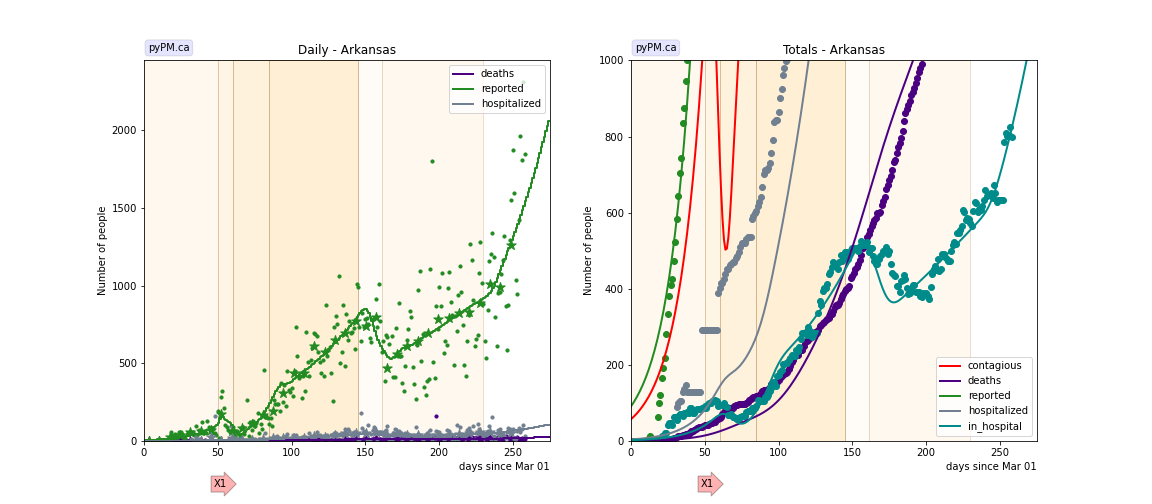 pyPM.ca
Daily - Arkansas
deaths
reported
hospitalized
Number of people
2000
1500
1000
500
0
0 50 100 150 200 250
days since Mar 01
X1
pyPM.ca
Totals - Arkansas
Number of people
1000
800
600
400
200
0
contagious
deaths
reported
hospitalized
in_hospital
0 50 100 150 200 250
days since Mar 01
X1